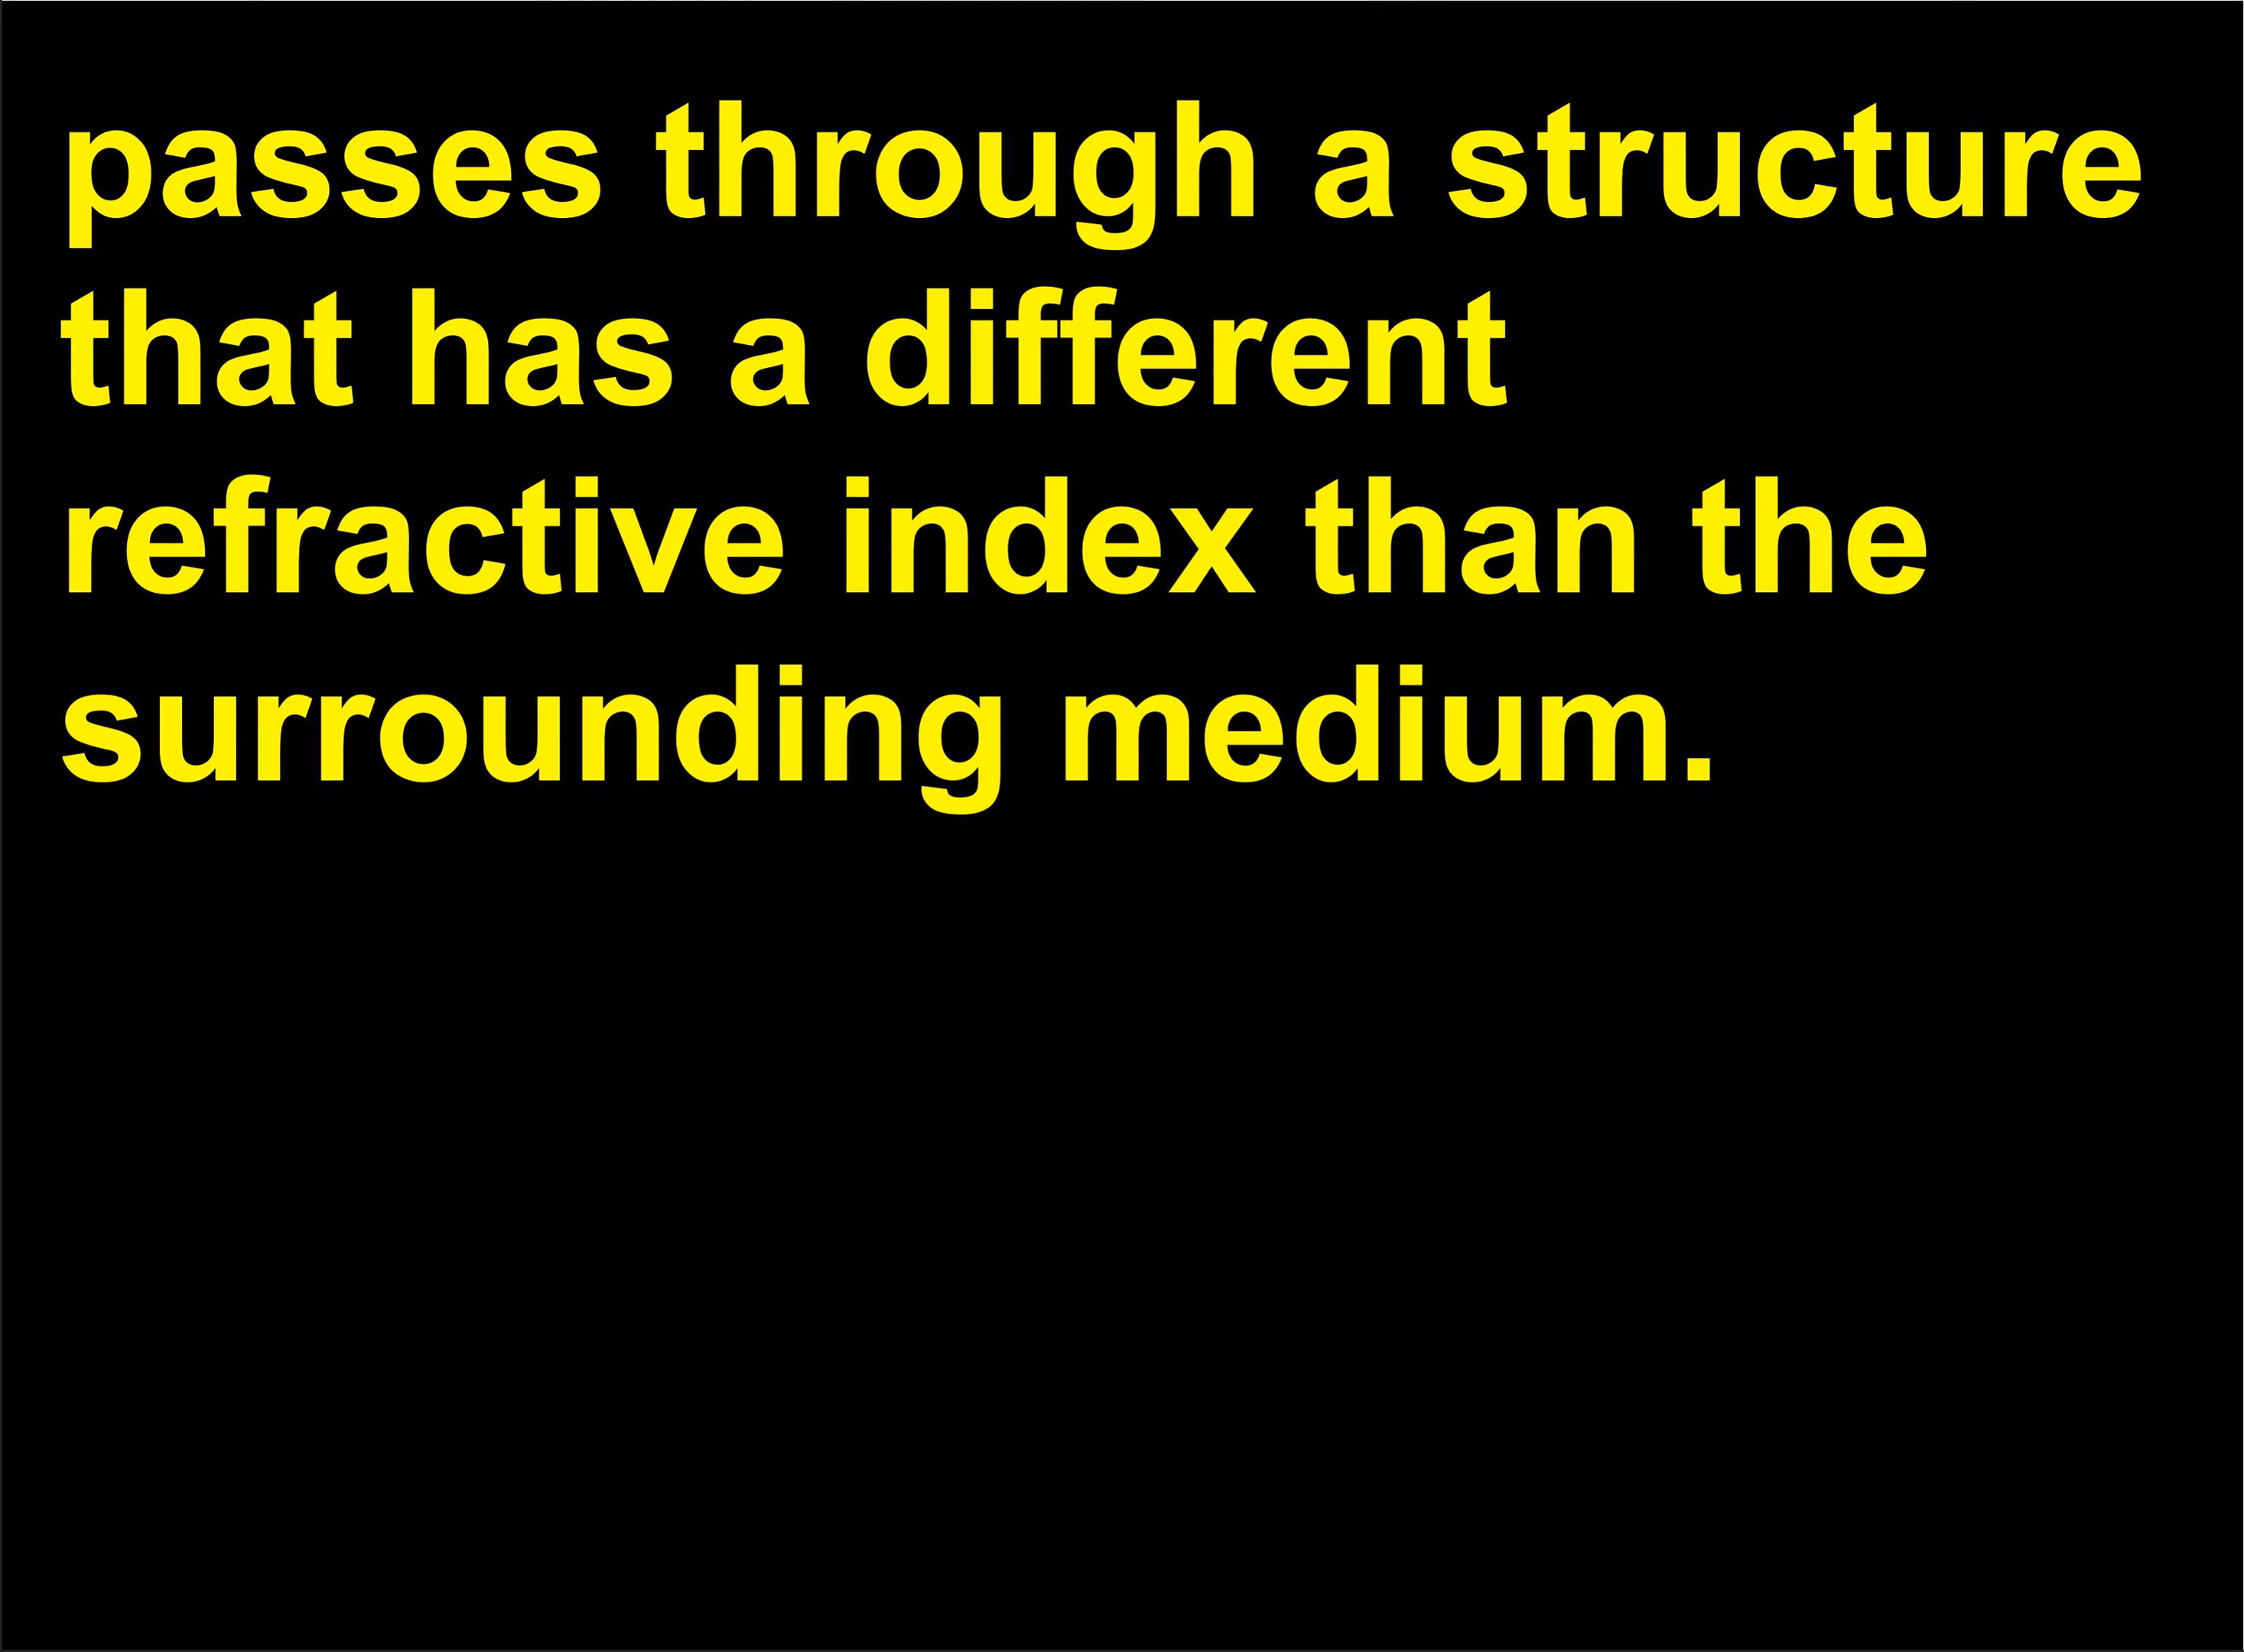 passes through a structure
that has a different
refractive index than the
surrounding medium.